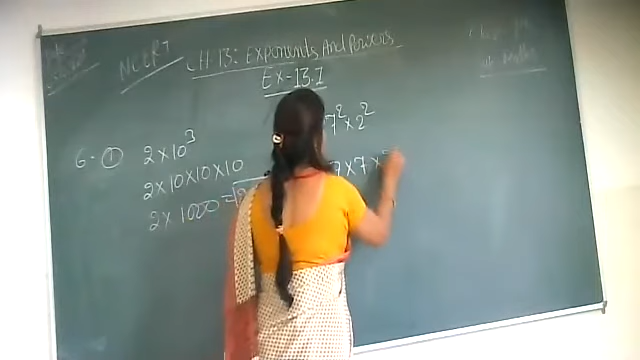 NCERT CH-13: Exponents And Powers
Ex-13.1
6- ① 2×10³
2×10×10×10
2×1000=
7²×2²
7×7×
Maths